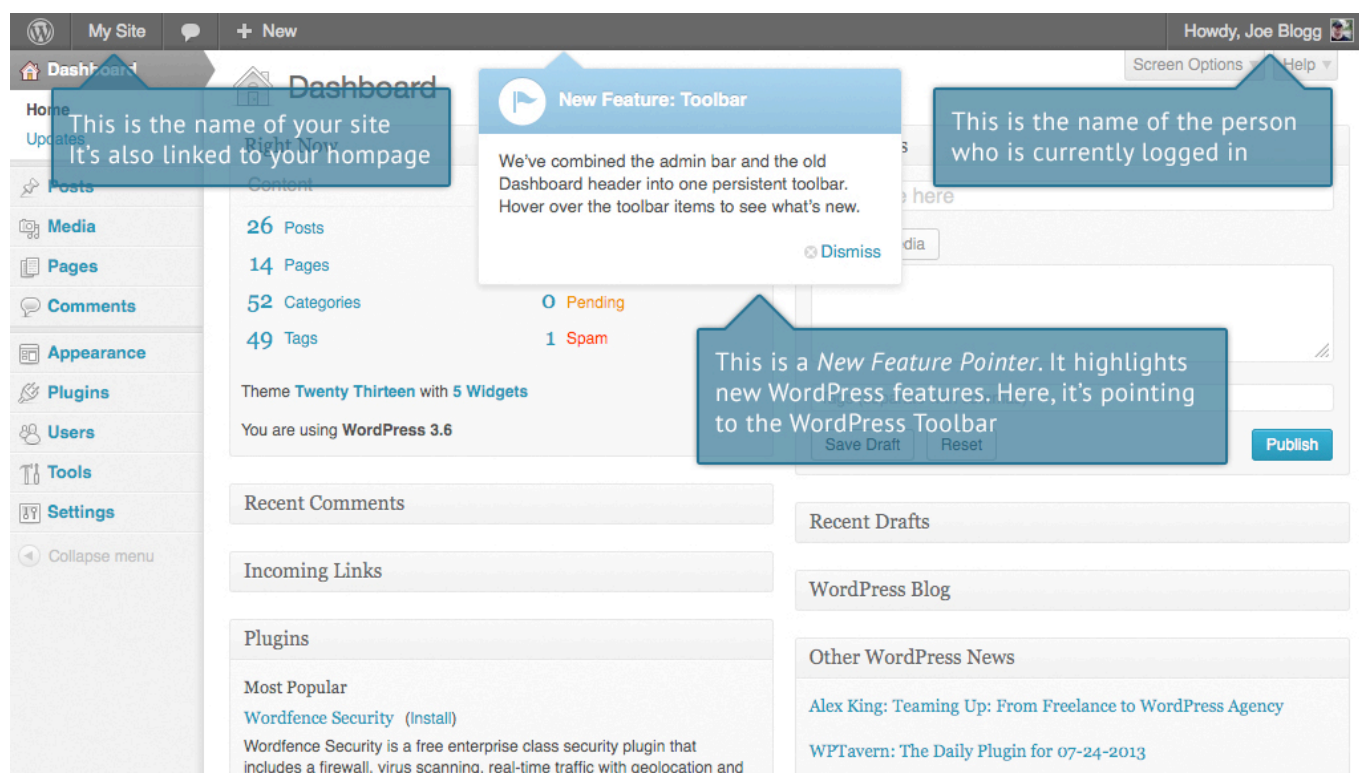 My Site
+ New
Howdy, Joe Blogg
Dashboard
Screen Options
Help
Home
Updates
Dashboard
This is the name of your site
It's also linked to your hompage
New Feature: Toolbar
This is the name of the person
who is currently logged in
Right Now
We've combined the admin bar and the old
Dashboard header into one persistent toolbar.
Hover over the toolbar items to see what's new.
Dismiss
Posts
Media
Pages
Comments
Appearance
Plugins
Users
Tools
Settings
Collapse menu
Content
26 Posts
14 Pages
52 Categories
0 Pending
49 Tags
1 Spam
here
dia
This is a New Feature Pointer. It highlights
new WordPress features. Here, it's pointing
to the WordPress Toolbar
Theme Twenty Thirteen with 5 Widgets
You are using WordPress 3.6
Save Draft
Reset
Publish
Recent Comments
Incoming Links
Plugins
Most Popular
Wordfence Security (Install)
Wordfence Security is a free enterprise class security plugin that
includes a firewall, virus scanning, real-time traffic with geolocation and
Recent Drafts
WordPress Blog
Other WordPress News
Alex King: Teaming Up: From Freelance to WordPress Agency
WPTavern: The Daily Plugin for 07-24-2013